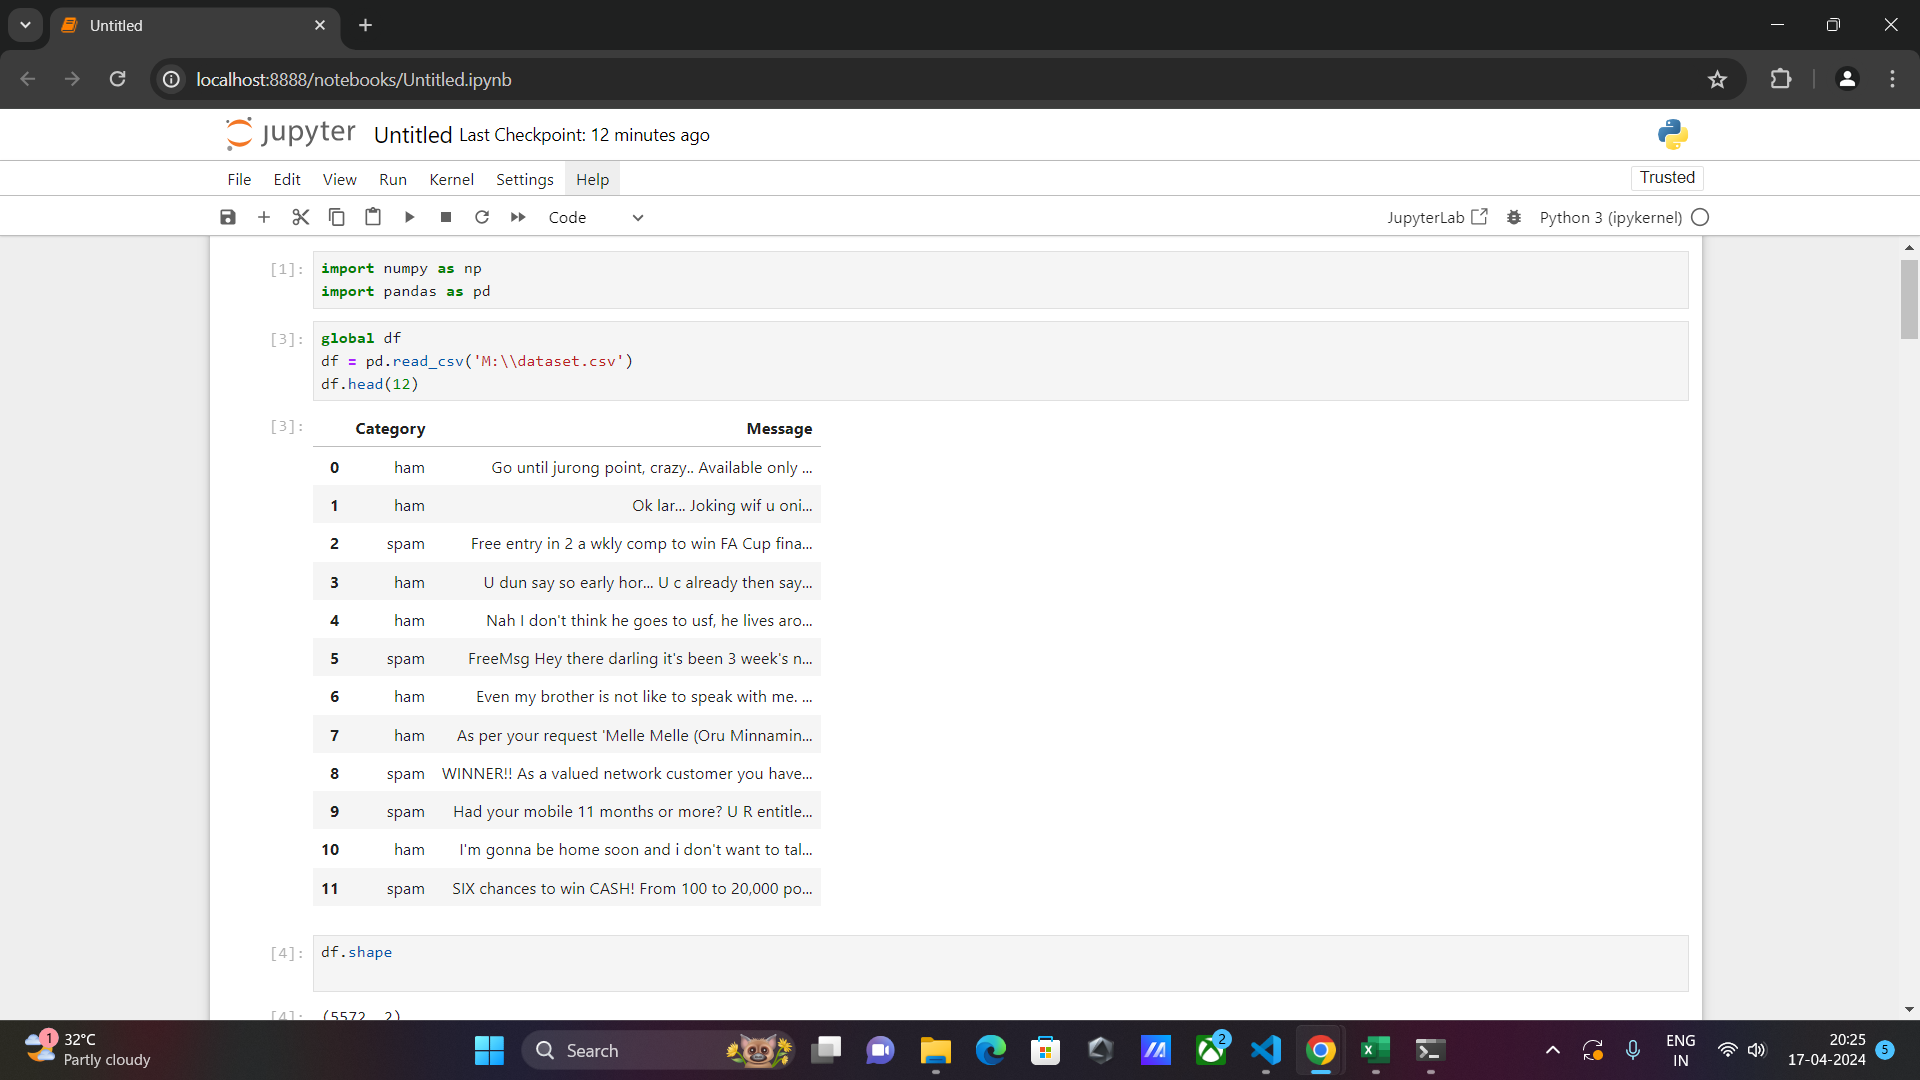 Untitled
localhost:8888/notebooks/Untitled.ipynb
jupyter Untitled Last Checkpoint: 12 minutes ago
File Edit View Run Kernel Settings Help
Trusted
Code
JupyterLab
Python 3 (ipykernel)
[1]: import numpy as np
import pandas as pd
[3]: global df
df = pd.read_csv('M:\\dataset.csv')
df.head(12)
[3]: Category Message
0 ham Go until jurong point, crazy.. Available only ...
1 ham Ok lar... Joking wif u oni...
2 spam Free entry in 2 a wkly comp to win FA Cup fina...
3 ham U dun say so early hor... U c already then say...
4 ham Nah I don't think he goes to usf, he lives aro...
5 spam FreeMsg Hey there darling it's been 3 week's n...
6 ham Even my brother is not like to speak with me. ...
7 ham As per your request 'Melle Melle (Oru Minnamin...
8 spam WINNER!! As a valued network customer you have...
9 spam Had your mobile 11 months or more? U R entitle...
10 ham I'm gonna be home soon and i don't want to tal...
11 spam SIX chances to win CASH! From 100 to 20,000 po...
[4]: df.shape
[4]: (5572, 2)
1
32°C
Partly cloudy
Search
2
ENG
IN
20:25
17-04-2024
5